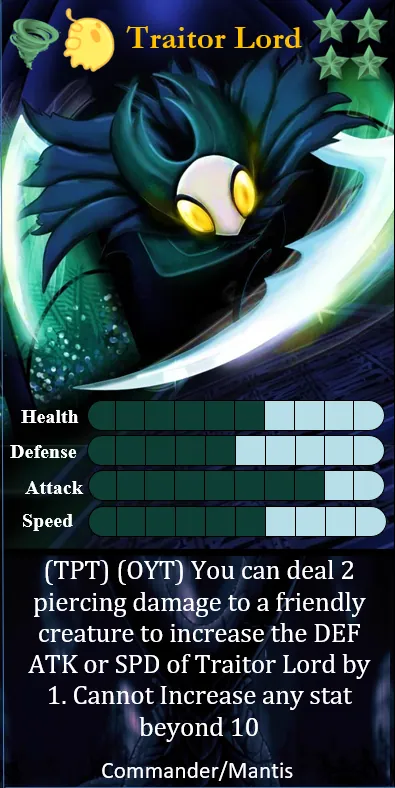 Traitor Lord
Health
Defense
Attack
Speed
(TPT) (OYT) You can deal 2
piercing damage to a friendly
creature to increase the DEF
ATK or SPD of Traitor Lord by
1. Cannot Increase any stat
beyond 10
Commander/Mantis